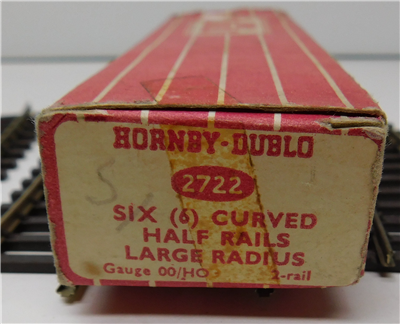 HORNBY-DUBLO
2722
SIX (6) CURVED
HALF RAILS
LARGE RADIUS
Gauge 00/HO 2-rail